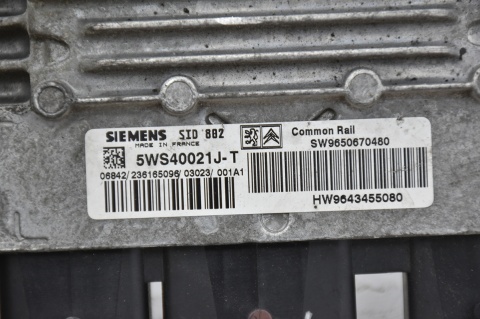 SIEMENS SID 802
MADE IN FRANCE
5WS40021J-T
06842/236165096/03023/001A1
Common Rail
SW9650670480
HW9643455080